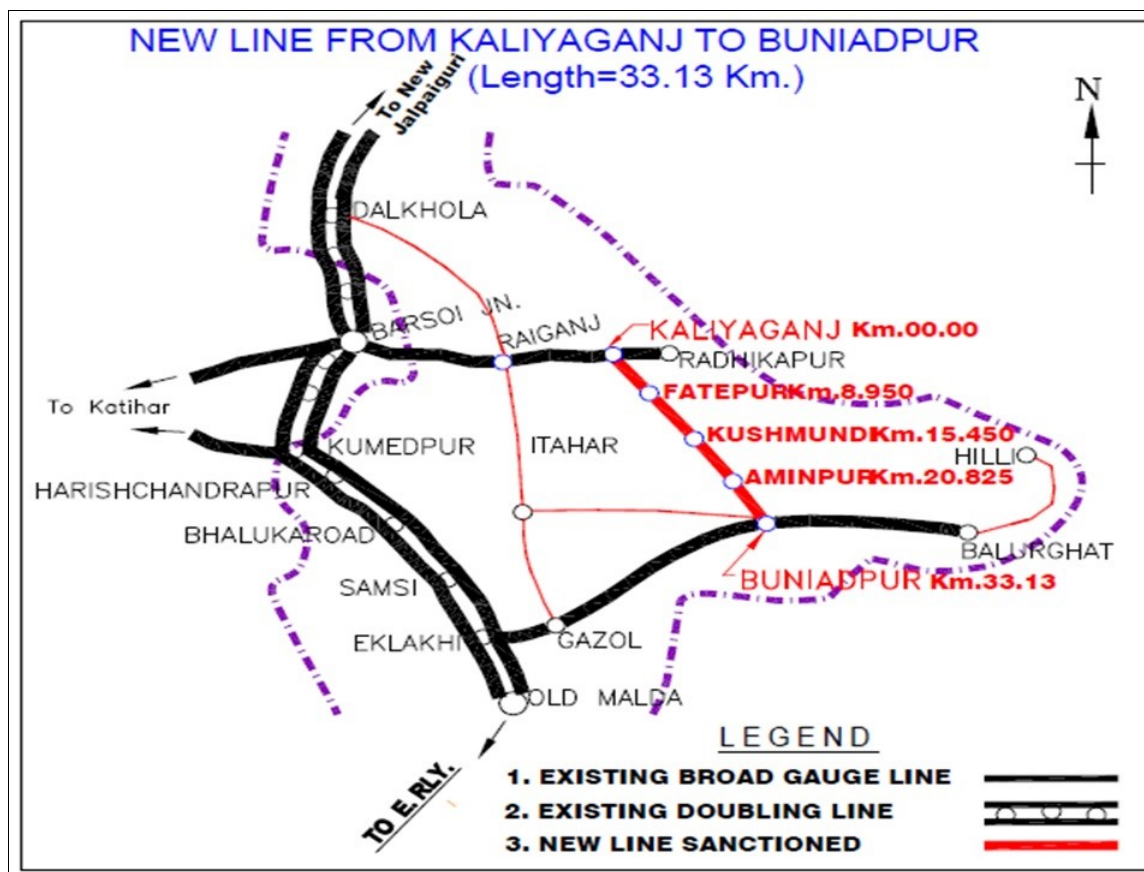 NEW LINE FROM KALIYAGANJ TO BUNIADPUR
(Length=33.13 Km.)
To New
Jalpaiguri
N
DALKHOLA
BARSOI JN.
RAIGANJ
KALIYAGANJ Km.00.00
RADHIKAPUR
FATEPUR Km.8.950
To Katihar
KUMEDPUR
ITAHAR
KUSHMUNDI Km.15.450
HILLI
HARISHCHANDRAPUR
AMINPUR Km.20.825
BHALUKAROAD
BALURGHAT
SAMSI
BUNIADPUR Km.33.13
EKLAKHI
GAZOL
OLD MALDA
TO E. RLY.
LEGEND
1. EXISTING BROAD GAUGE LINE
2. EXISTING DOUBLING LINE
3. NEW LINE SANCTIONED